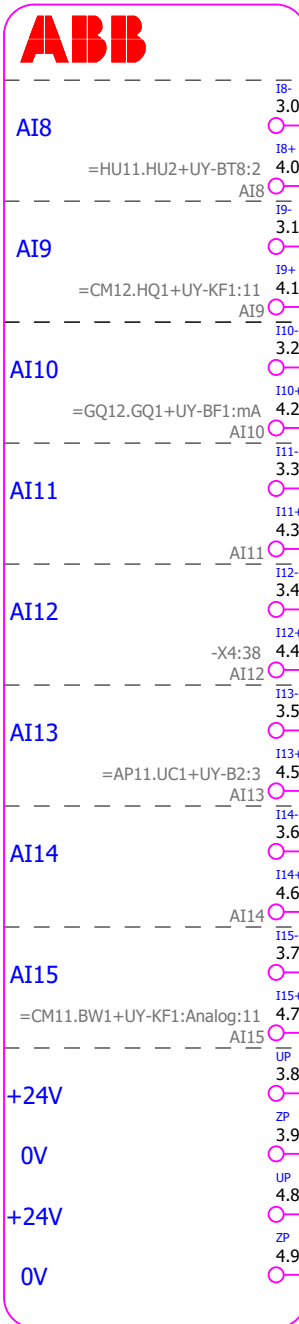 ABB
I8-
3.0
AI8
I8+
=HU11.HU2+UY-BT8:2 4.0
AI8
I9-
3.1
AI9
I9+
=CM12.HQ1+UY-KF1:11 4.1
AI9
I10-
3.2
AI10
I10+
=GQ12.GQ1+UY-BF1:mA 4.2
AI10
I11-
3.3
AI11
I11+
4.3
AI11
I12-
3.4
AI12
I12+
-X4:38 4.4
AI12
I13-
3.5
AI13
I13+
=AP11.UC1+UY-B2:3 4.5
AI13
I14-
3.6
AI14
I14+
4.6
AI14
I15-
3.7
AI15
I15+
=CM11.BW1+UY-KF1:Analog:11 4.7
AI15
UP
3.8
+24V
ZP
3.9
0V
UP
4.8
+24V
ZP
4.9
0V